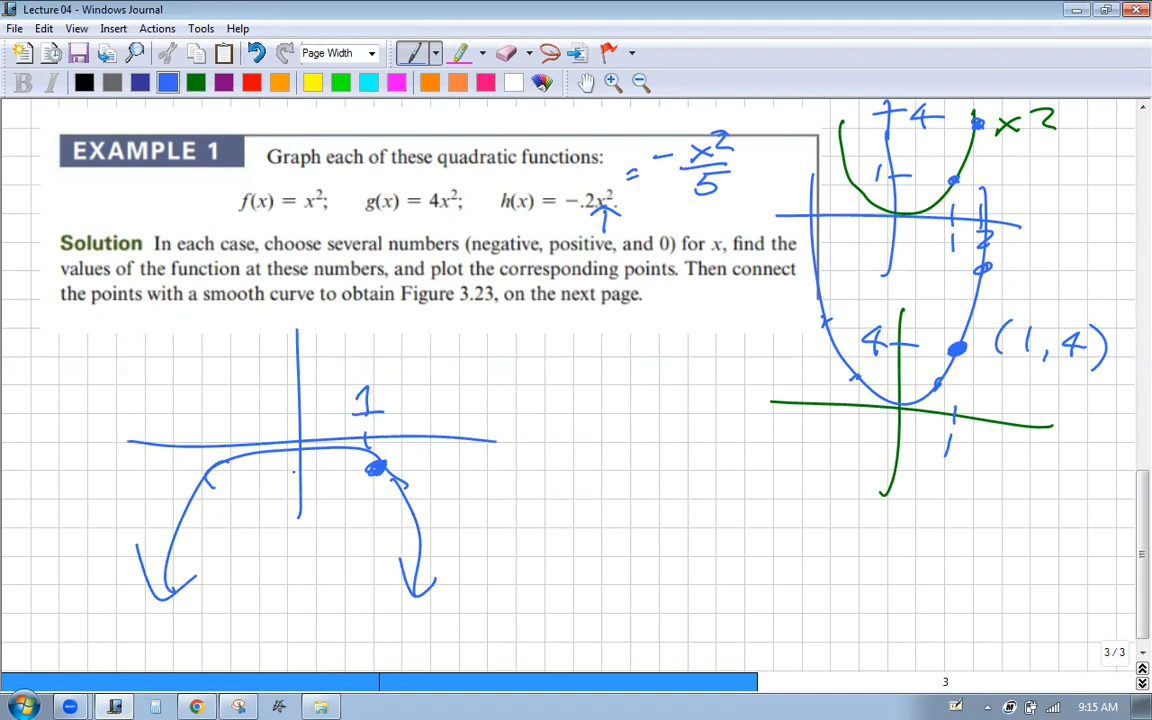 Lecture 04 - Windows Journal
File Edit View Insert Actions Tools Help
Page Width
B I
EXAMPLE 1 Graph each of these quadratic functions:
f(x) = x²; g(x) = 4x²; h(x) = −.2x².
= - x²/5
Solution In each case, choose several numbers (negative, positive, and 0) for x, find the
values of the function at these numbers, and plot the corresponding points. Then connect
the points with a smooth curve to obtain Figure 3.23, on the next page.
4 x2
1
1 2
4 (1, 4)
1
1
3 / 3
3
9:15 AM